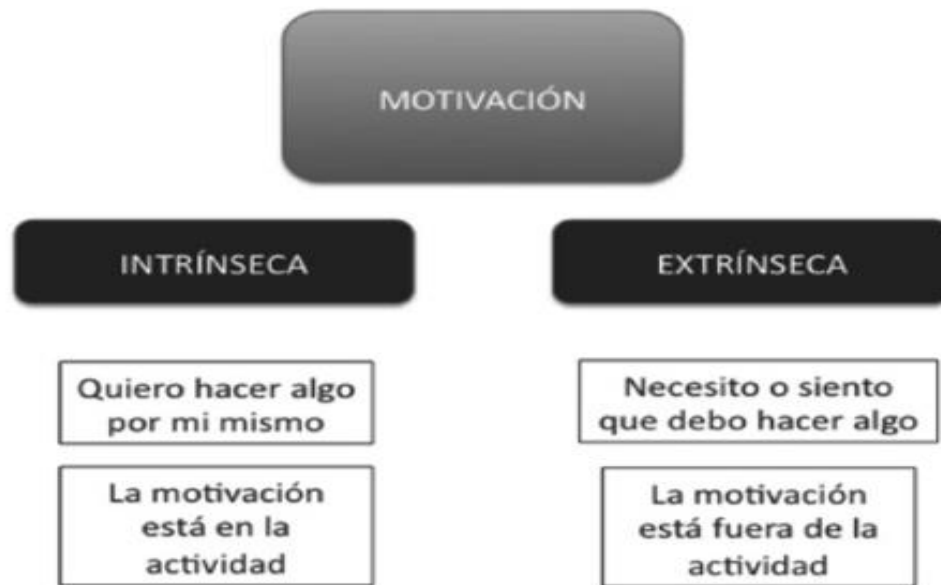 MOTIVACIÓN
INTRÍNSECA
Quiero hacer algo
por mi mismo
La motivación
está en la
actividad
EXTRÍNSECA
Necesito o siento
que debo hacer algo
La motivación
está fuera de la
actividad